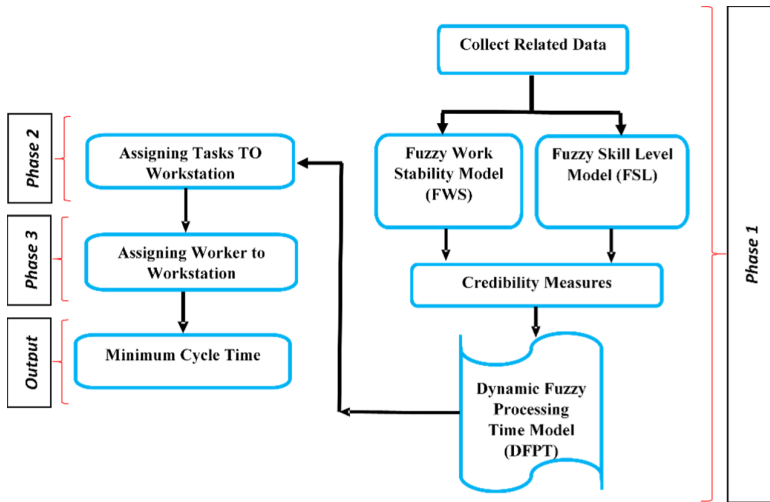 Collect Related Data
Fuzzy Work
Stability Model
(FWS)
Fuzzy Skill Level
Model (FSL)
Credibility Measures
Dynamic Fuzzy
Processing
Time Model
(DFPT)
Phase 1
Phase 2
Assigning Tasks TO
Workstation
Phase 3
Assigning Worker to
Workstation
Output
Minimum Cycle Time